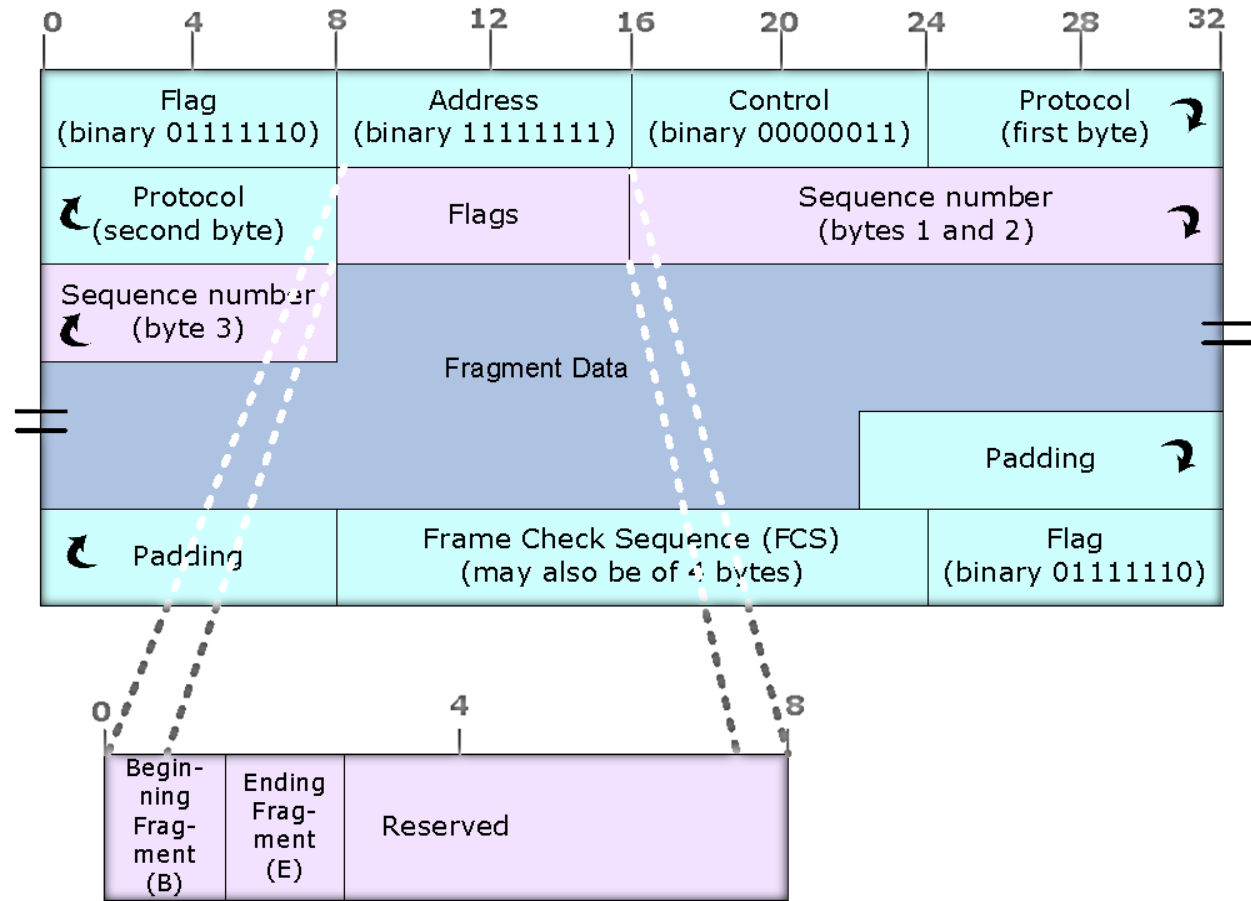 0 4 8 12 16 20 24 28 32
Flag
(binary 01111110)
Address
(binary 11111111)
Control
(binary 00000011)
Protocol
(first byte)
Protocol
(second byte)
Flags
Sequence number
(bytes 1 and 2)
Sequence number
(byte 3)
Fragment Data
Padding
Padding
Frame Check Sequence (FCS)
(may also be of 4 bytes)
Flag
(binary 01111110)
0 4 8
Begin-
ning
Frag-
ment
(B)
Ending
Frag-
ment
(E)
Reserved